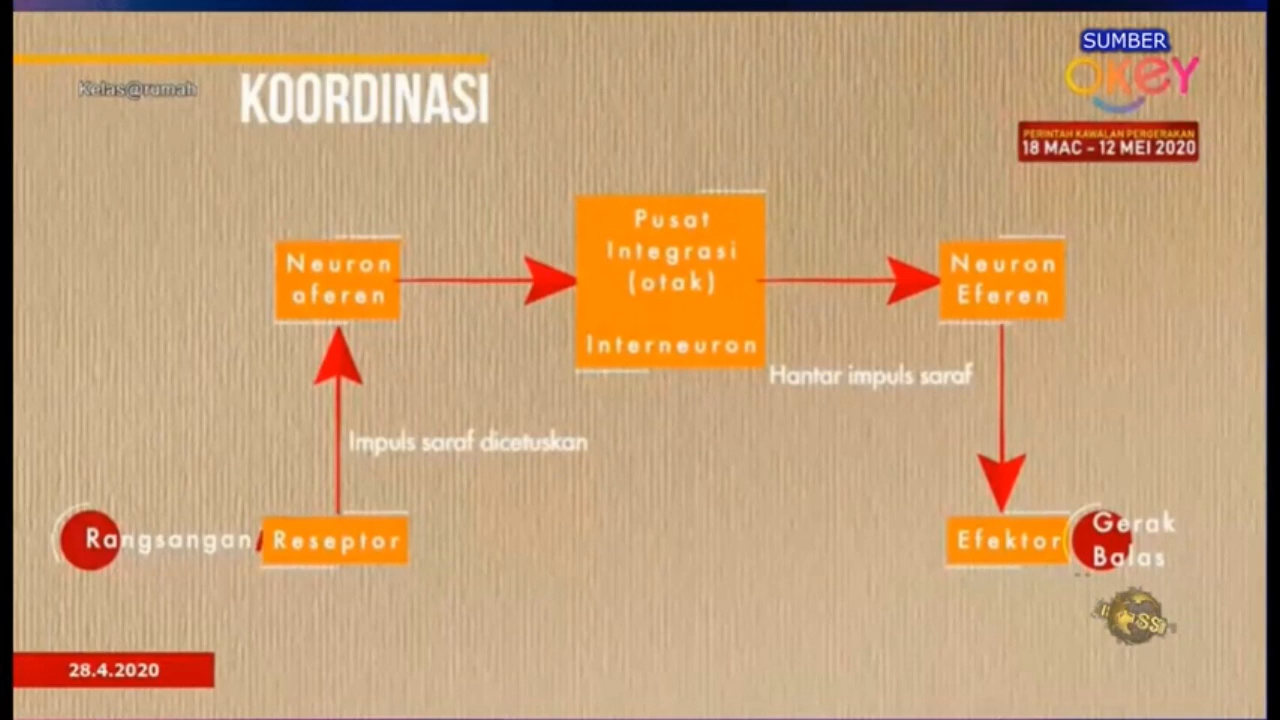 SUMBER
OKeY
Kelas@rumah
KOORDINASI
PERINTAH KAWALAN PERGERAKAN
18 MAC - 12 MEI 2020
Neuron
aferen
Pusat
Integrasi
(otak)
Interneuron
Neuron
Eferen
Hantar impuls saraf
Impuls saraf dicetuskan
Rangsangan
Reseptor
Efektor
Gerak
Balas
28.4.2020